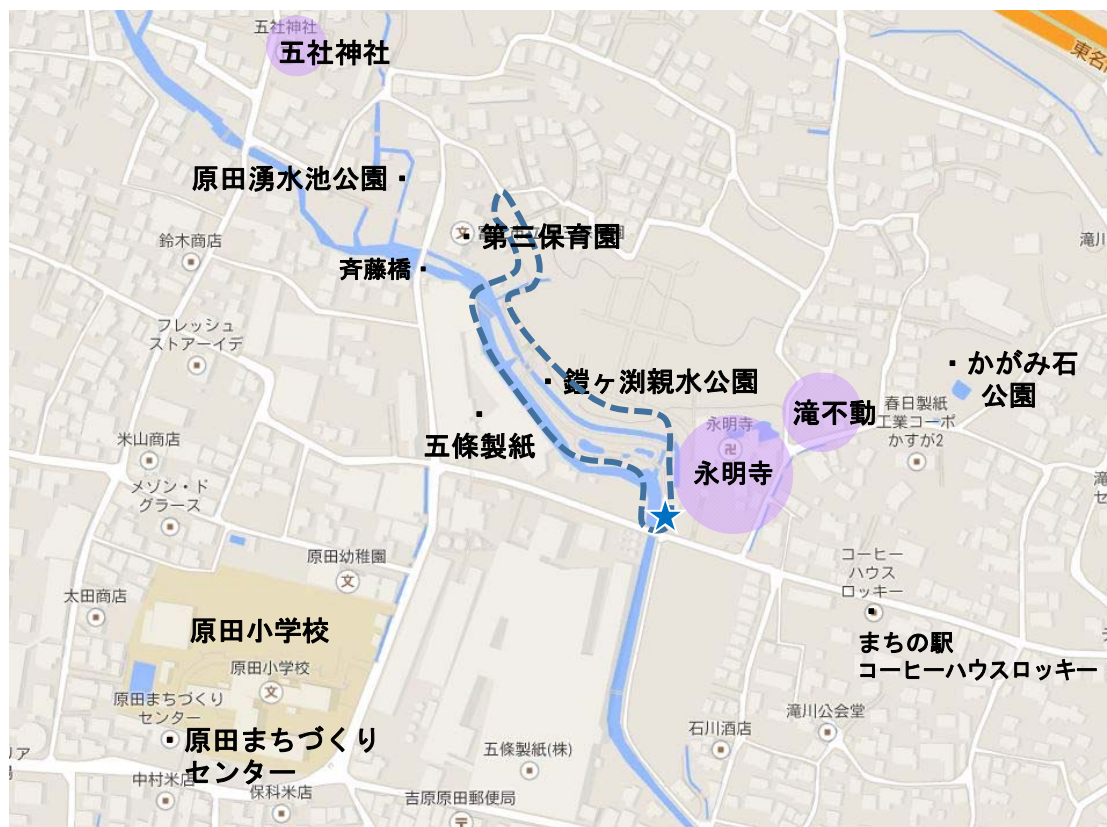 五社神社
五社神社
東名
原田湧水池公園
第三保育園
鈴木商店
斉藤橋
滝川
フレッシュ
ストアーイデ
かがみ石
公園
鎧ヶ渕親水公園
滝不動
春日製紙
工業コーポ
かすが2
永明寺
永明寺
五條製紙
米山商店
メゾン・ド
グラース
滝
セ
原田幼稚園
コーヒー
ハウス
ロッキー
太田商店
原田小学校
まちの駅
コーヒーハウスロッキー
原田小学校
原田まちづくり
センター
滝川公会堂
石川酒店
原田まちづくり
センター
五條製紙(株)
中村米店
保科米店
吉原原田郵便局